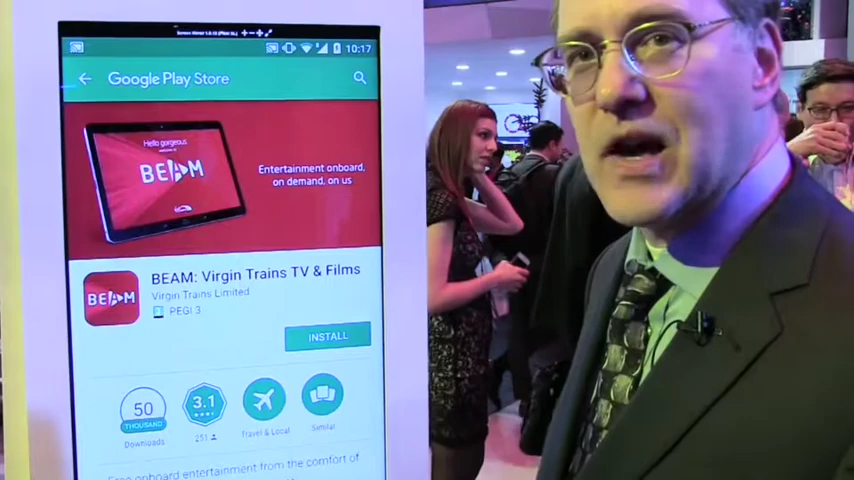 10:17
Google Play Store
Hello gorgeous
BEAM
Entertainment onboard,
on demand, on us
BEAM
BEAM: Virgin Trains TV & Films
Virgin Trains Limited
PEGI 3
INSTALL
50
THOUSAND
Downloads
3.1
251
Travel & Local
Similar
Free onboard entertainment from the comfort of